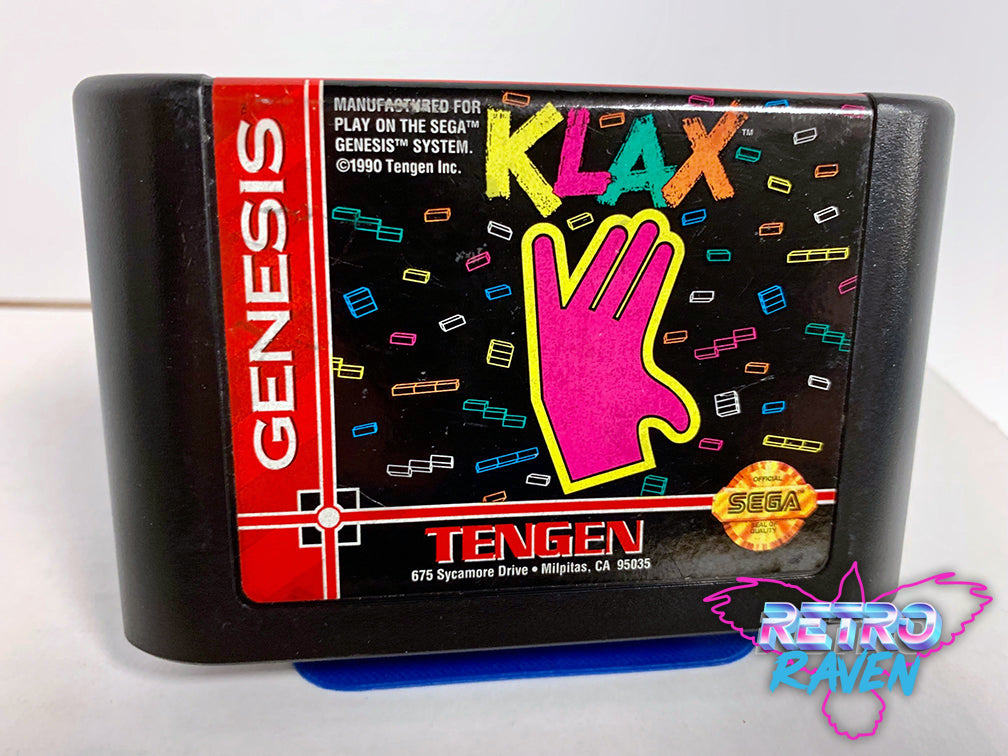 GENESIS
MANUFACTURED FOR
PLAY ON THE SEGA™
GENESIS™ SYSTEM.
©1990 Tengen Inc.
KLAX™
OFFICIAL
SEGA™
SEAL OF
QUALITY
TENGEN
675 Sycamore Drive • Milpitas, CA 95035
RETRO
RAVEN